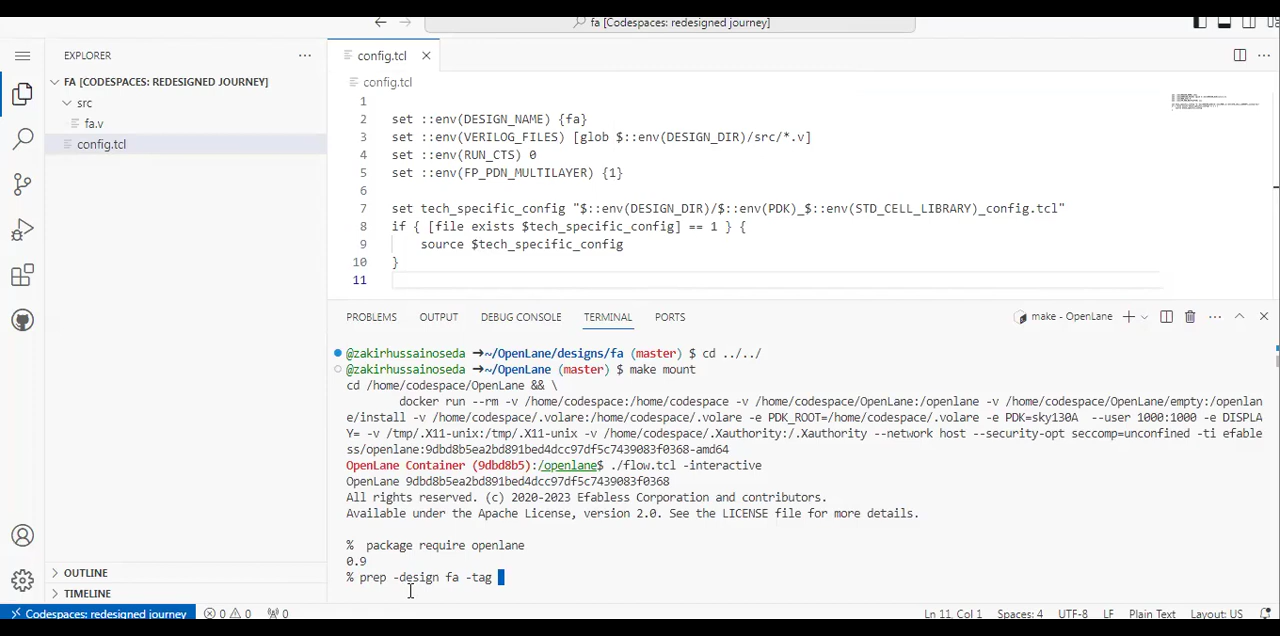 fa [Codespaces: redesigned journey]
EXPLORER
FA [CODESPACES: REDESIGNED JOURNEY]
src
fa.v
config.tcl
config.tcl
config.tcl
1
2 set ::env(DESIGN_NAME) {fa}
3 set ::env(VERILOG_FILES) [glob $::env(DESIGN_DIR)/src/*.v]
4 set ::env(RUN_CTS) 0
5 set ::env(FP_PDN_MULTILAYER) {1}
6
7 set tech_specific_config "$::env(DESIGN_DIR)/$::env(PDK)_$::env(STD_CELL_LIBRARY)_config.tcl"
8 if { [file exists $tech_specific_config] == 1 } {
9 source $tech_specific_config
10 }
11
PROBLEMS OUTPUT DEBUG CONSOLE TERMINAL PORTS make - OpenLane
@zakirhussainoseda ➜~/OpenLane/designs/fa (master) $ cd ../../
@zakirhussainoseda ➜~/OpenLane (master) $ make mount
cd /home/codespace/OpenLane && \
docker run --rm -v /home/codespace:/home/codespace -v /home/codespace/OpenLane:/openlane -v /home/codespace/OpenLane/empty:/openlan
e/install -v /home/codespace/.volare:/home/codespace/.volare -e PDK_ROOT=/home/codespace/.volare -e PDK=sky130A --user 1000:1000 -e DISPLA
Y= -v /tmp/.X11-unix:/tmp/.X11-unix -v /home/codespace/.Xauthority:/.Xauthority --network host --security-opt seccomp=unconfined -ti efabl
ess/openlane:9dbd8b5ea2bd891bed4dcc97df5c7439083f0368-amd64
OpenLane Container (9dbd8b5):/openlane$ ./flow.tcl -interactive
OpenLane 9dbd8b5ea2bd891bed4dcc97df5c7439083f0368
All rights reserved. (c) 2020-2023 Efabless Corporation and contributors.
Available under the Apache License, version 2.0. See the LICENSE file for more details.
% package require openlane
0.9
% prep -design fa -tag
OUTLINE
TIMELINE
Codespaces: redesigned journey 0 0 0 Ln 11, Col 1 Spaces: 4 UTF-8 LF Plain Text Layout: US